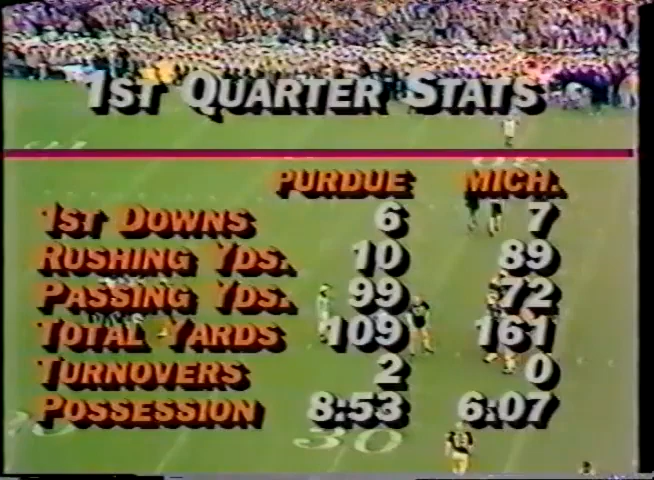 1ST QUARTER STATS
PURDUE MICH.
1ST DOWNS 6 7
RUSHING YDS. 10 89
PASSING YDS. 99 72
TOTAL YARDS 109 161
TURNOVERS 2 0
POSSESSION 8:53 6:07
30